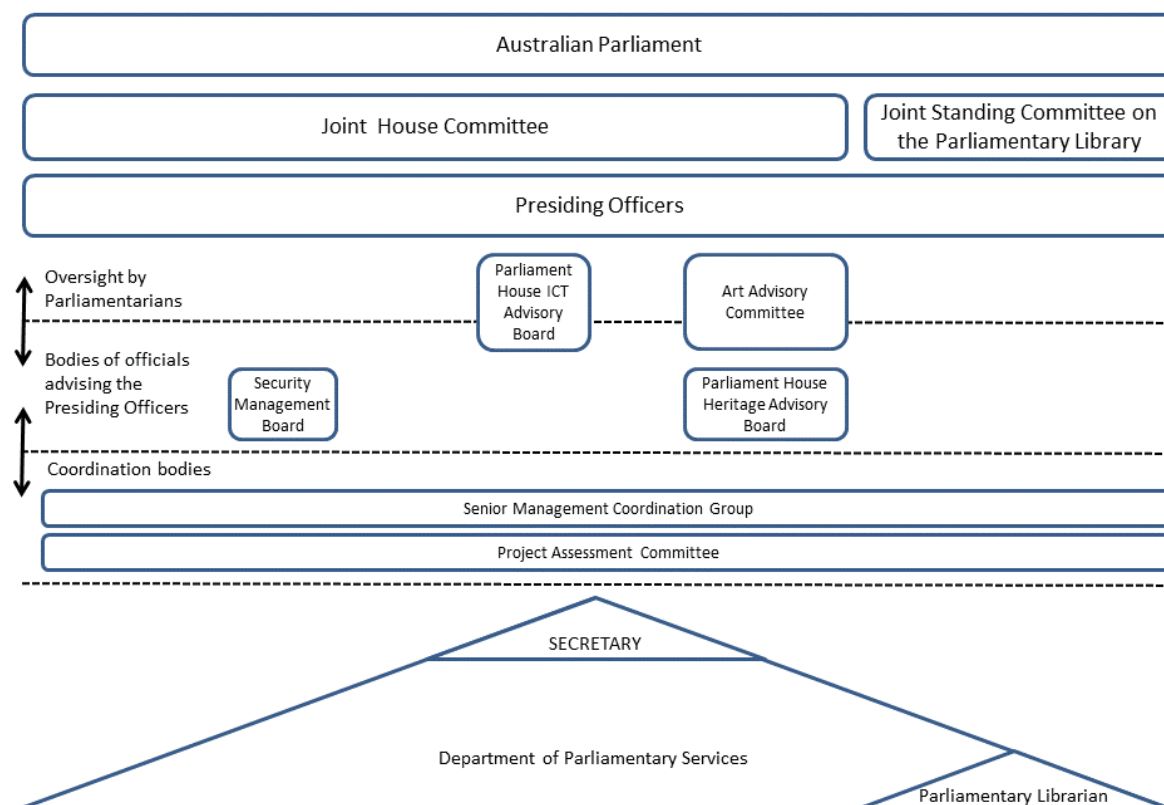 Australian Parliament
Joint House Committee
Joint Standing Committee on
the Parliamentary Library
Presiding Officers
Oversight by
Parliamentarians
Parliament
House ICT
Advisory
Board
Art Advisory
Committee
Bodies of officials
advising the
Presiding Officers
Security
Management
Board
Parliament House
Heritage Advisory
Board
Coordination bodies
Senior Management Coordination Group
Project Assessment Committee
SECRETARY
Department of Parliamentary Services
Parliamentary Librarian